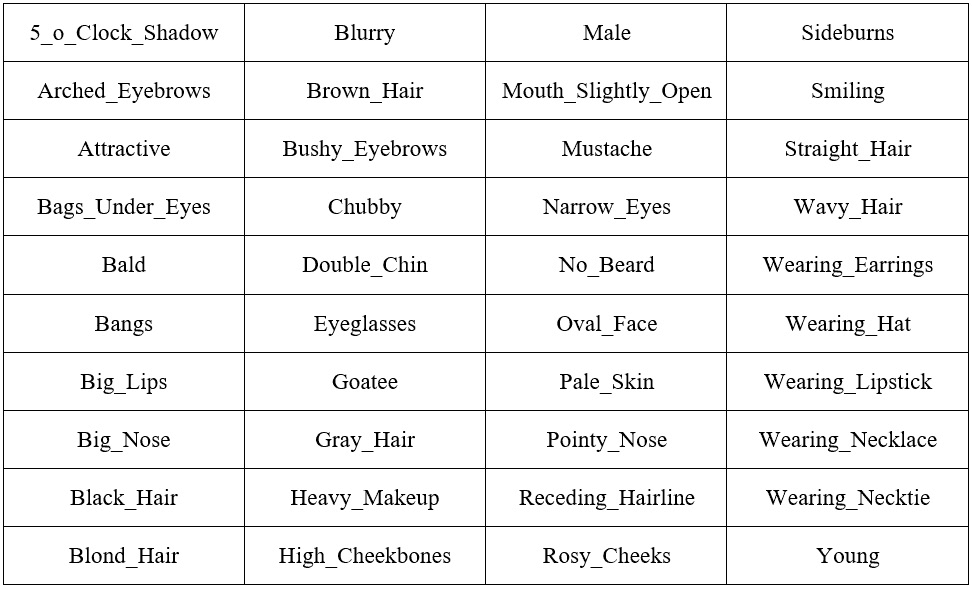 5_o_Clock_Shadow Blurry Male Sideburns
Arched_Eyebrows Brown_Hair Mouth_Slightly_Open Smiling
Attractive Bushy_Eyebrows Mustache Straight_Hair
Bags_Under_Eyes Chubby Narrow_Eyes Wavy_Hair
Bald Double_Chin No_Beard Wearing_Earrings
Bangs Eyeglasses Oval_Face Wearing_Hat
Big_Lips Goatee Pale_Skin Wearing_Lipstick
Big_Nose Gray_Hair Pointy_Nose Wearing_Necklace
Black_Hair Heavy_Makeup Receding_Hairline Wearing_Necktie
Blond_Hair High_Cheekbones Rosy_Cheeks Young